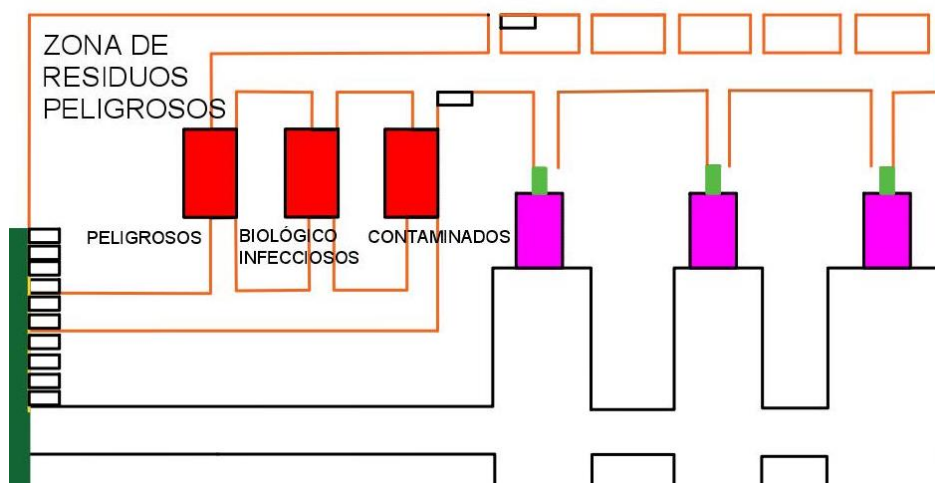 ZONA DE
RESIDUOS
PELIGROSOS
PELIGROSOS
BIOLÓGICO
INFECCIOSOS
CONTAMINADOS